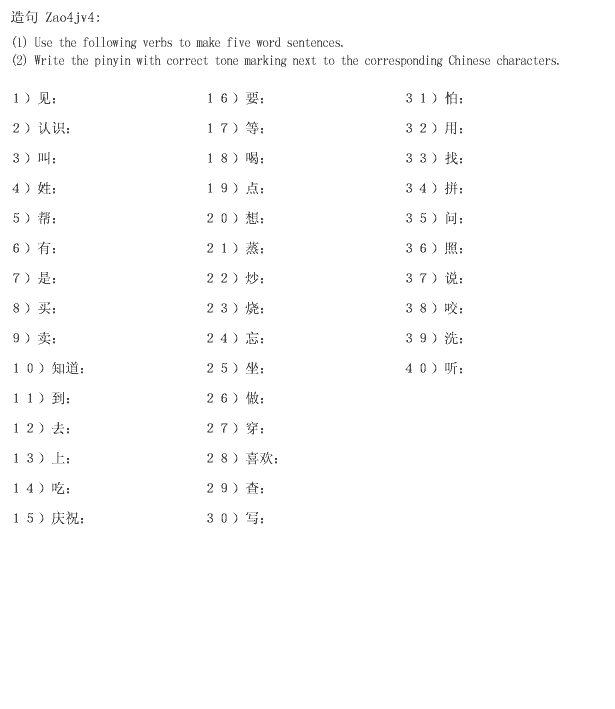 造句 Zao4jv4:
(1) Use the following verbs to make five word sentences.
(2) Write the pinyin with correct tone marking next to the corresponding Chinese characters.
1）见:
2）认识:
3）叫:
4）姓:
5）帮:
6）有:
7）是:
8）买:
9）卖:
10）知道:
11）到:
12）去:
13）上:
14）吃:
15）庆祝:
16）要:
17）等:
18）喝:
19）点:
20）想:
21）蒸:
22）炒:
23）烧:
24）忘:
25）坐:
26）做:
27）穿:
28）喜欢:
29）查:
30）写:
31）怕:
32）用:
33）找:
34）拼:
35）问:
36）照:
37）说:
38）咬:
39）洗:
40）听: